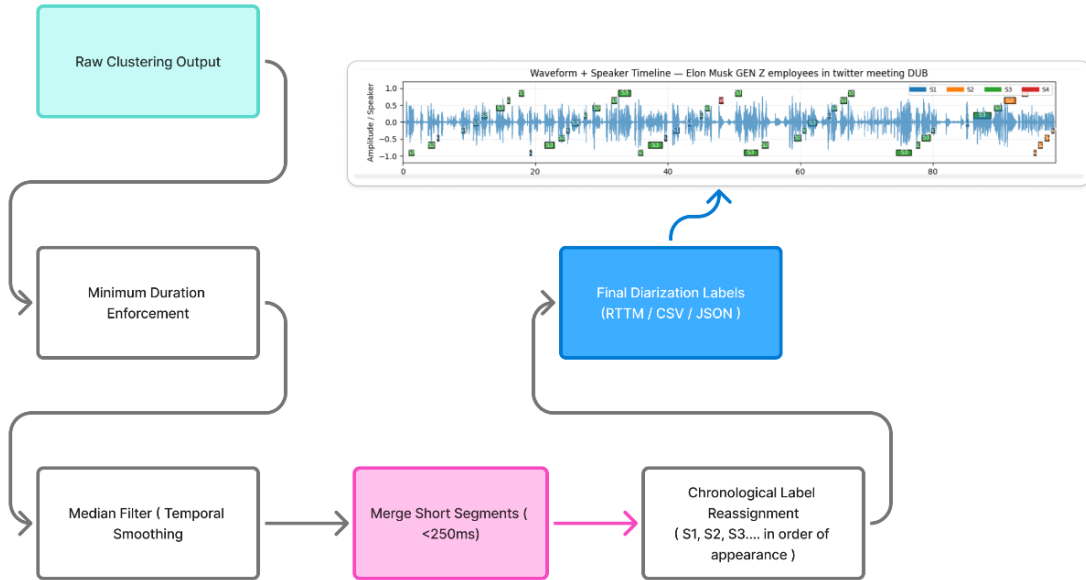 Raw Clustering Output
Waveform + Speaker Timeline — Elon Musk GEN Z employees in twitter meeting DUB
Amplitude / Speaker
1.0
0.5
0.0
−0.5
−1.0
S1 S2 S3 S4
0 20 40 60 80
Minimum Duration
Enforcement
Final Diarization Labels
(RTTM / CSV / JSON )
Median Filter ( Temporal
Smoothing
Merge Short Segments (
<250ms)
Chronological Label
Reassignment
( S1, S2, S3.... in order of
appearance )